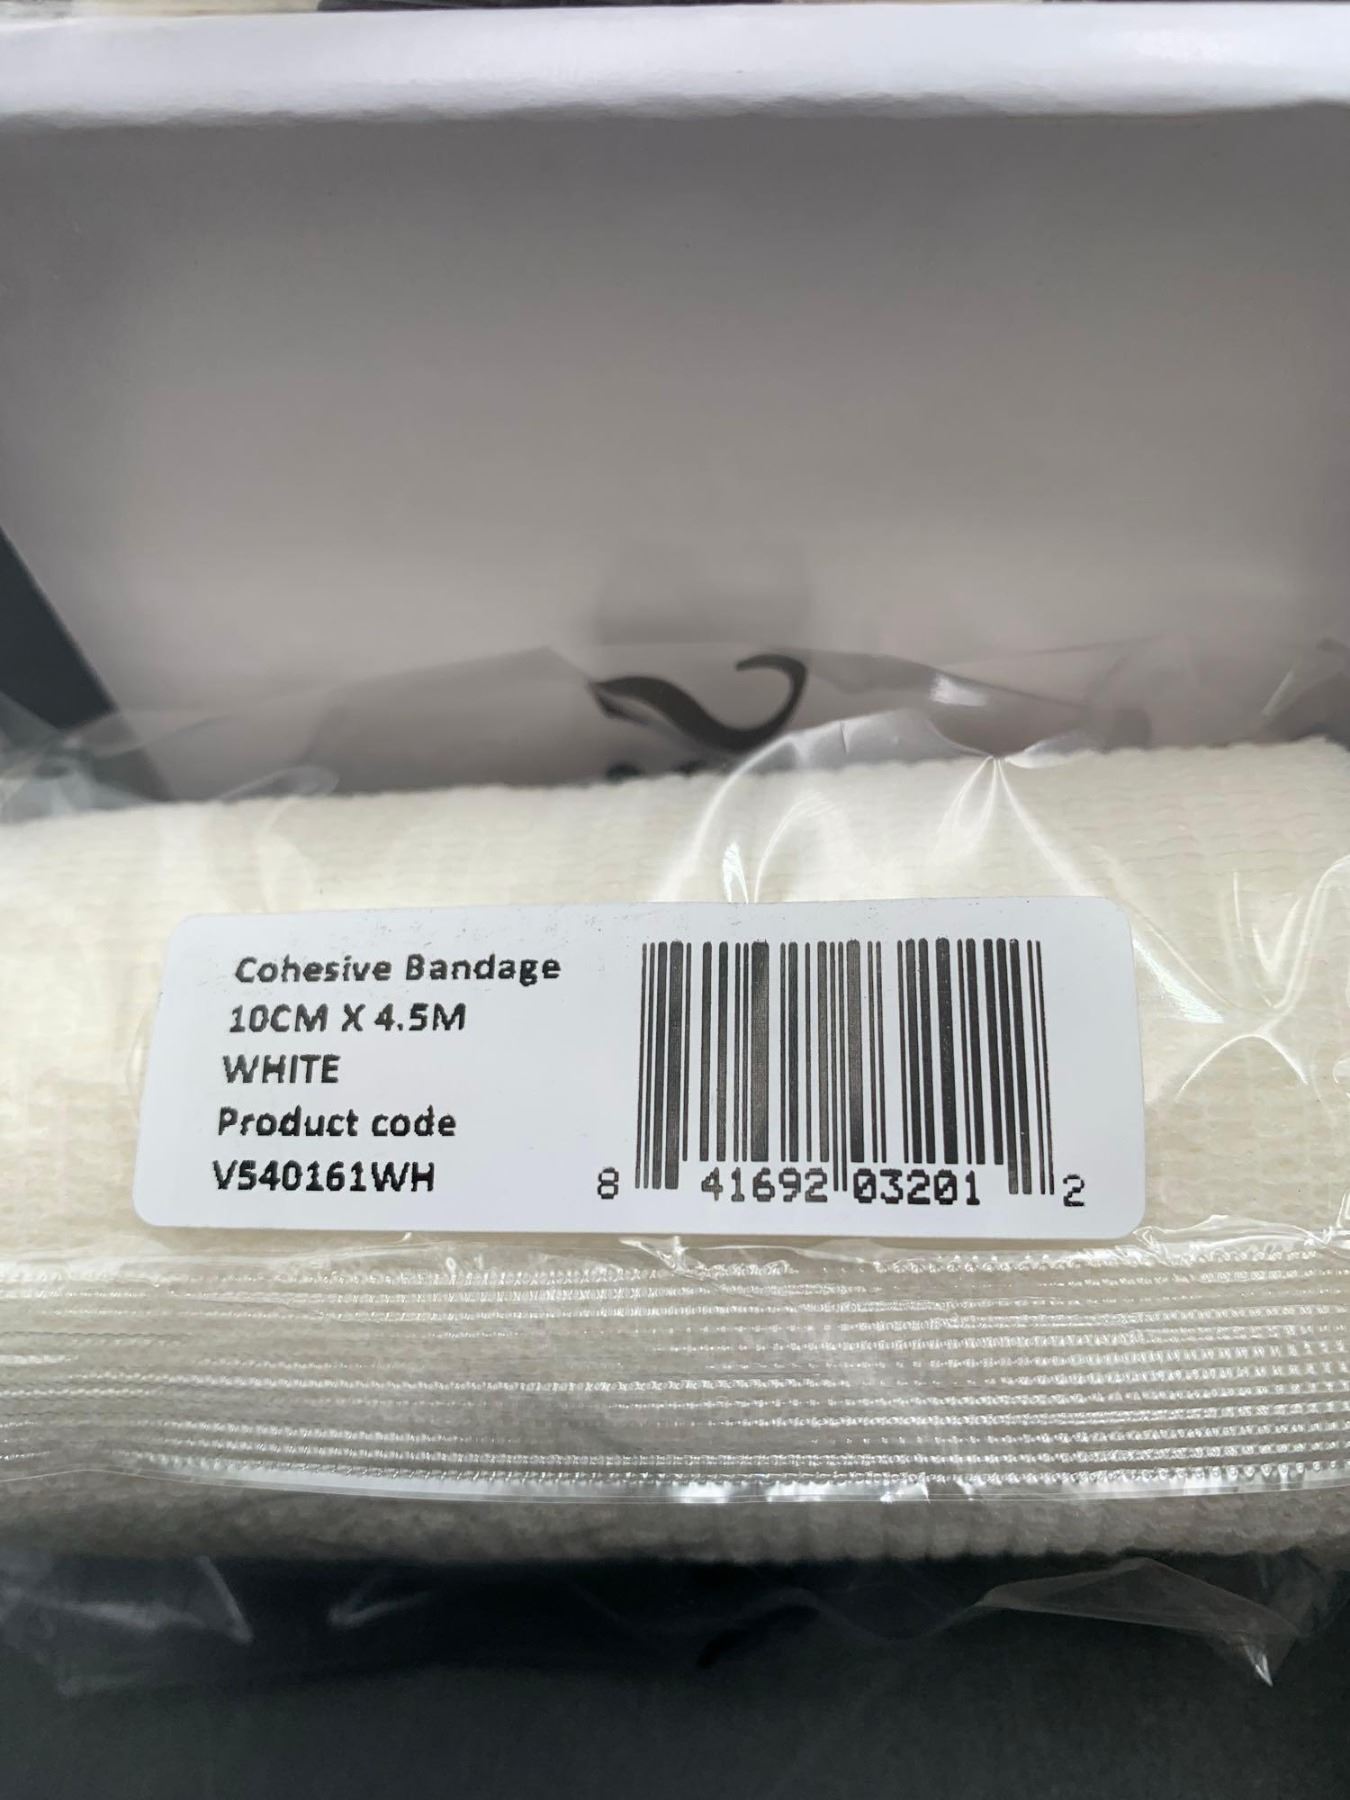 Cohesive Bandage
10CM X 4.5M
WHITE
Product code
V540161WH
8 41692 03201 2